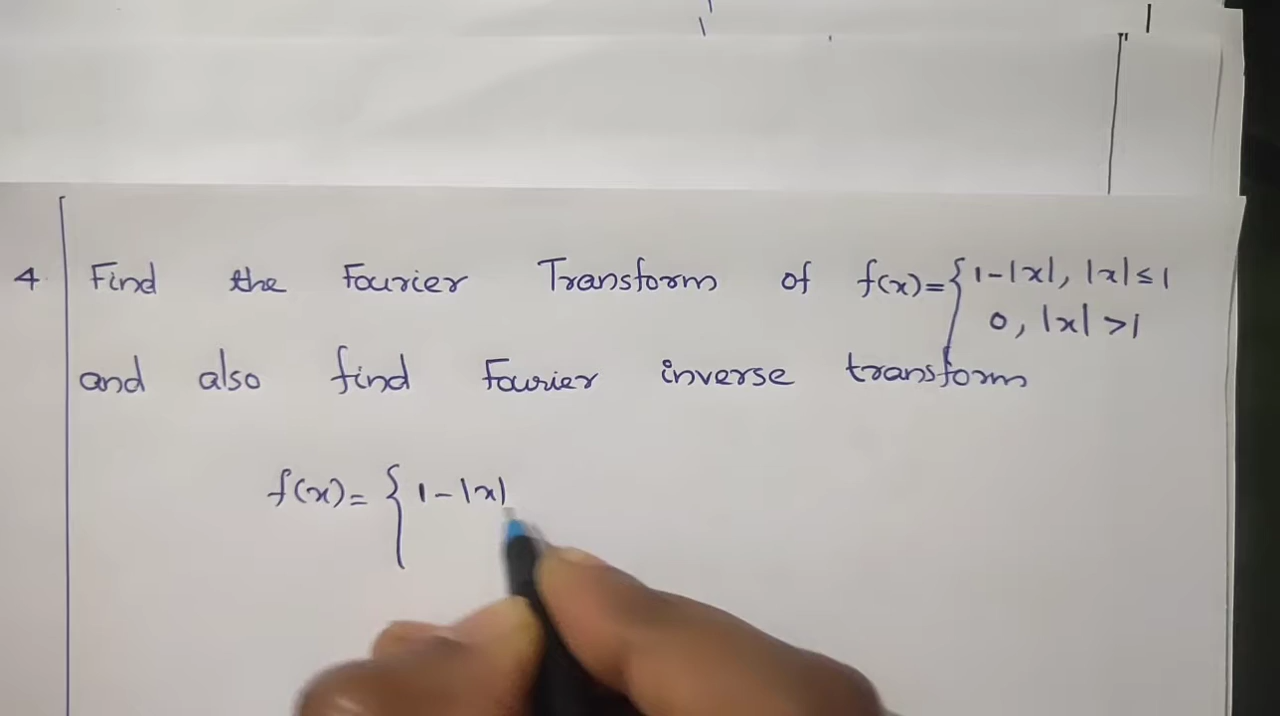 4. Find the Fourier Transform of f(x)={1-|x|, |x|≤1
0, |x|>1
and also find Fourier inverse transform
f(x)= {1-|x|